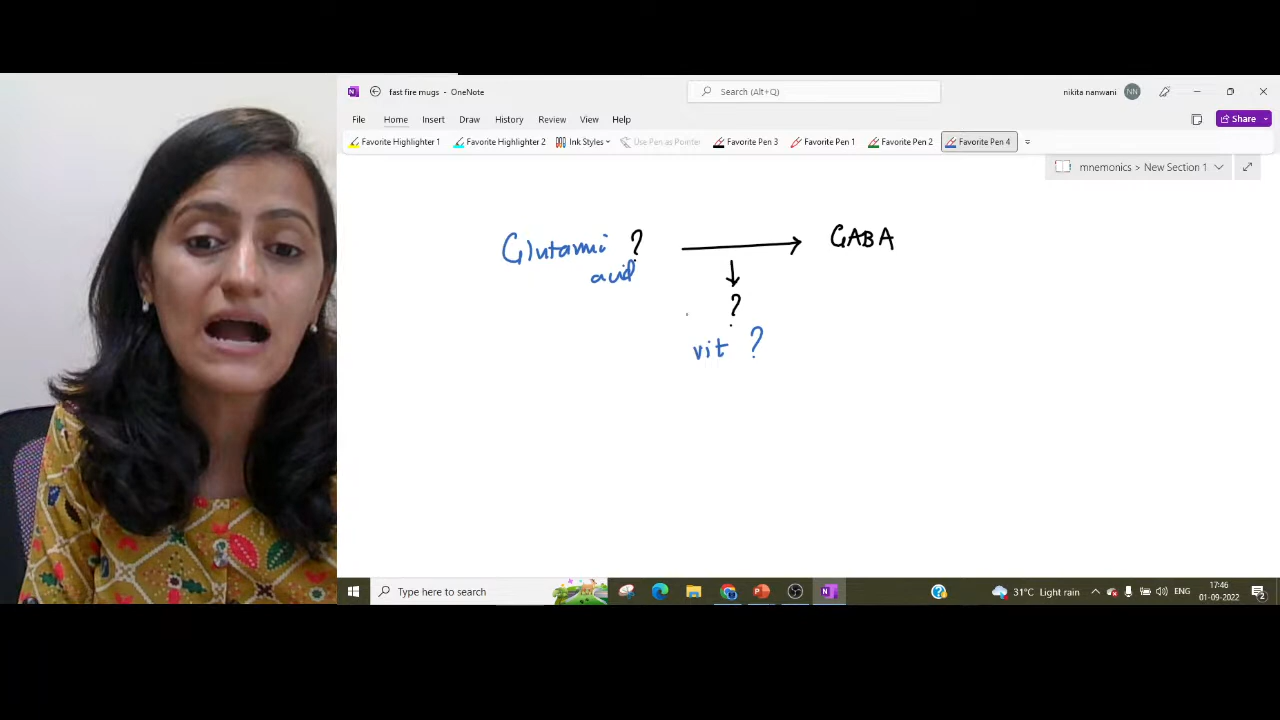 fast fire mugs - OneNote
Search (Alt+Q)
nikita nanwani NN
Share
File Home Insert Draw History Review View Help
Favorite Highlighter 1 Favorite Highlighter 2 Ink Styles Use Pen as Pointer Favorite Pen 3 Favorite Pen 1 Favorite Pen 2 Favorite Pen 4
mnemonics > New Section 1
Glutami ? GABA
acid
?
vit ?
Type here to search
31°C Light rain
ENG
17:46
01-09-2022
2